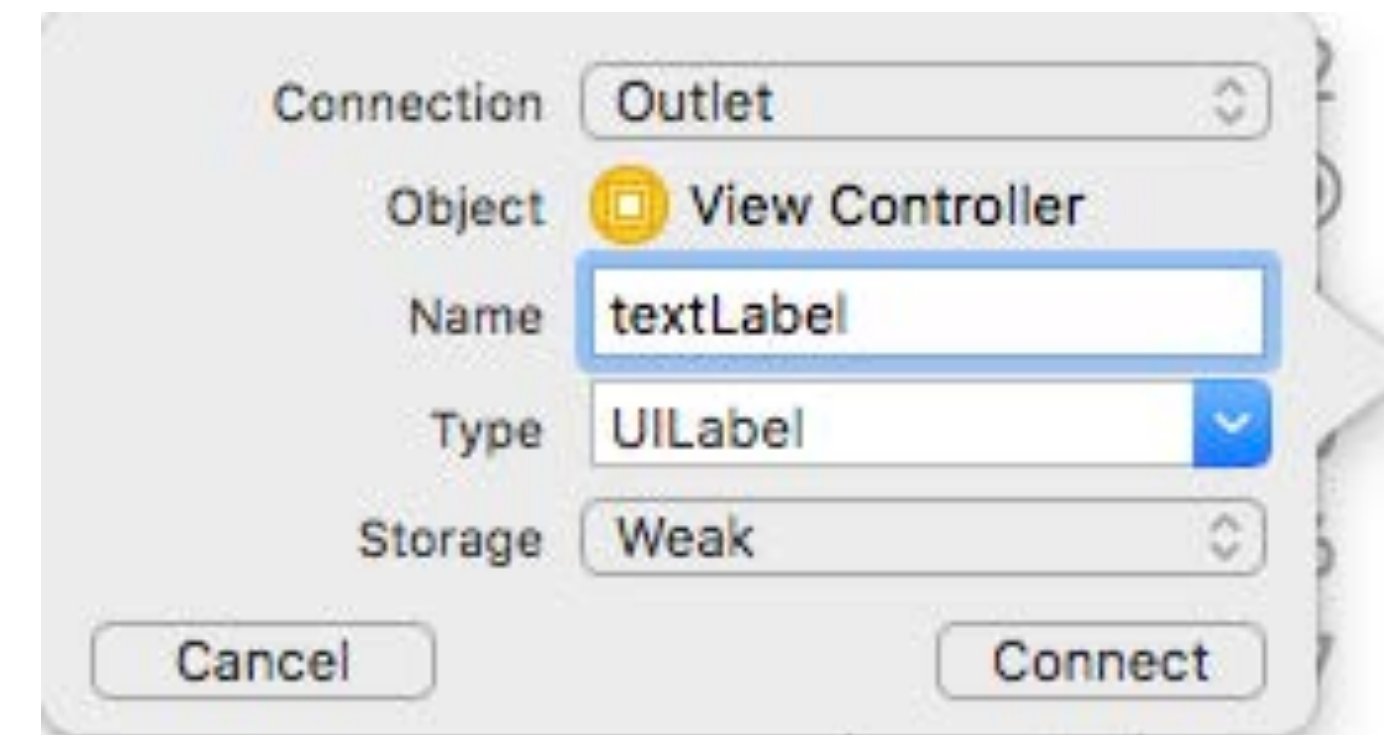 Connection Outlet
Object View Controller
Name textLabel
Type UILabel
Storage Weak
Cancel Connect